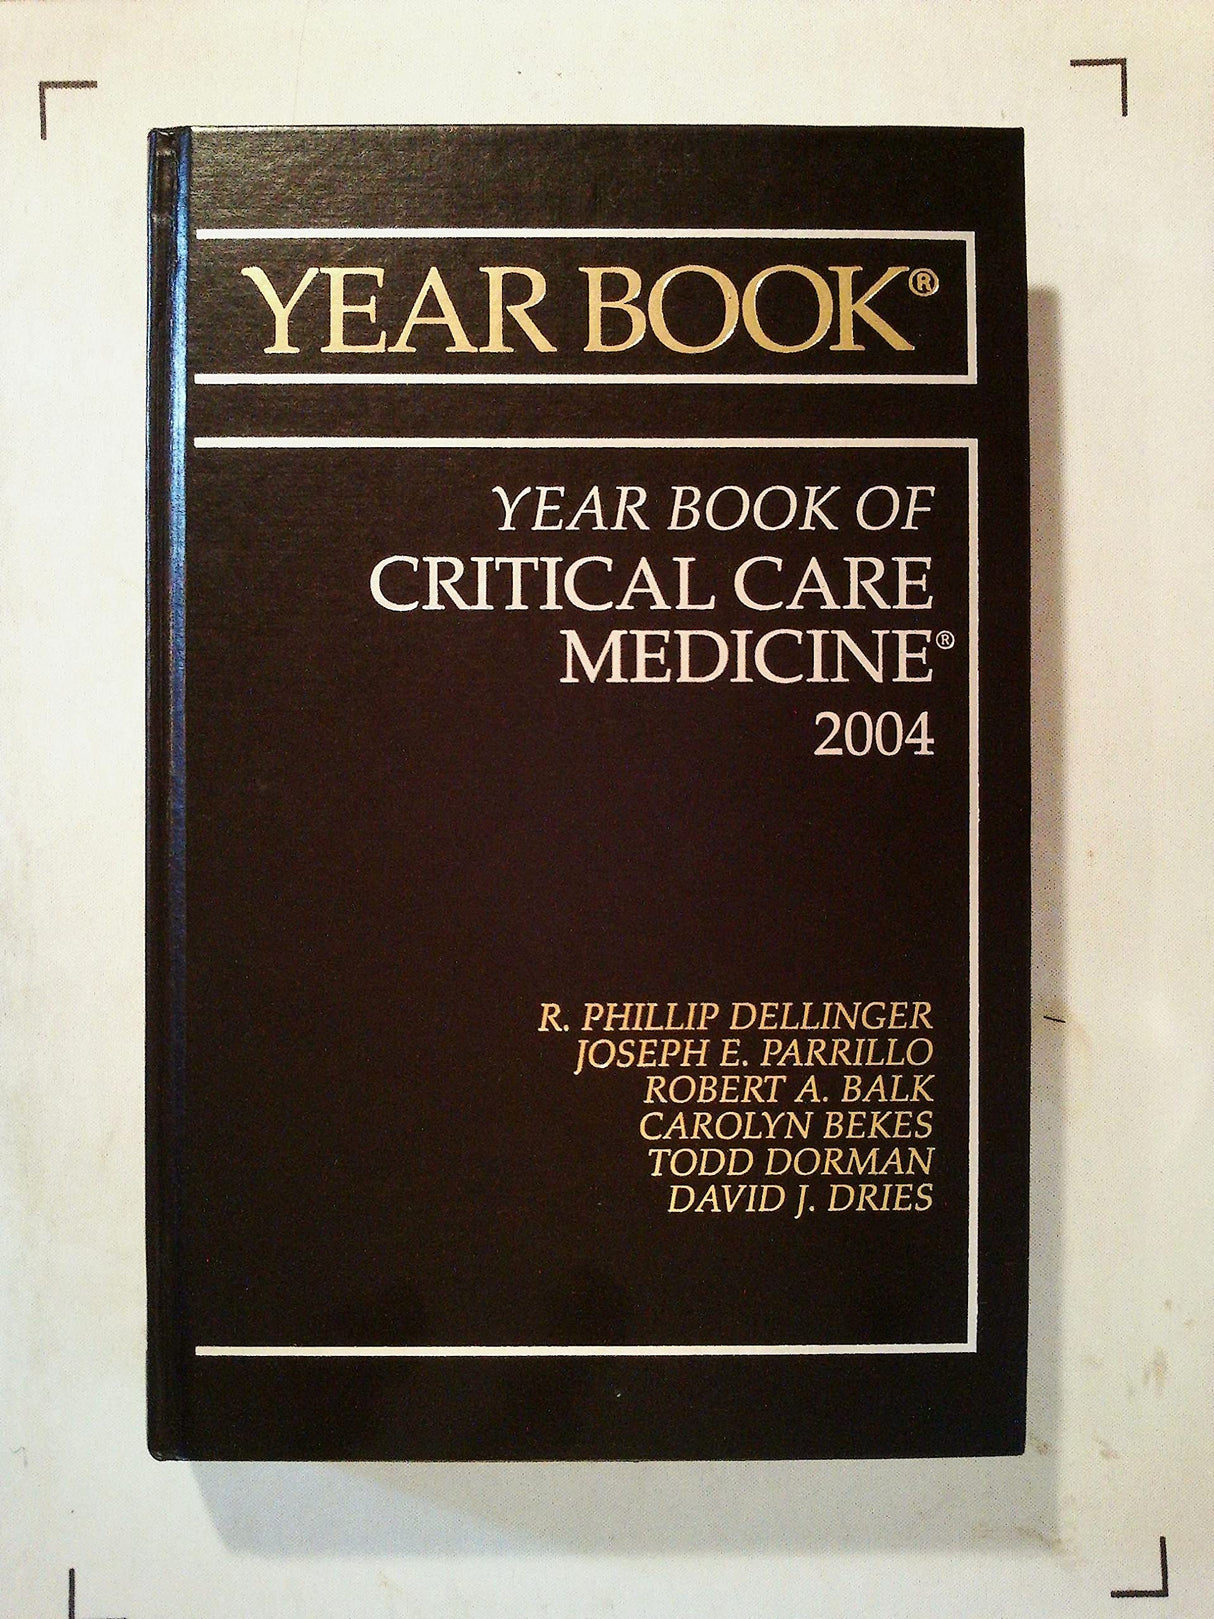 YEAR BOOK®
YEAR BOOK OF
CRITICAL CARE
MEDICINE®
2004
R. PHILLIP DELLINGER
JOSEPH E. PARRILLO
ROBERT A. BALK
CAROLYN BEKES
TODD DORMAN
DAVID J. DRIES